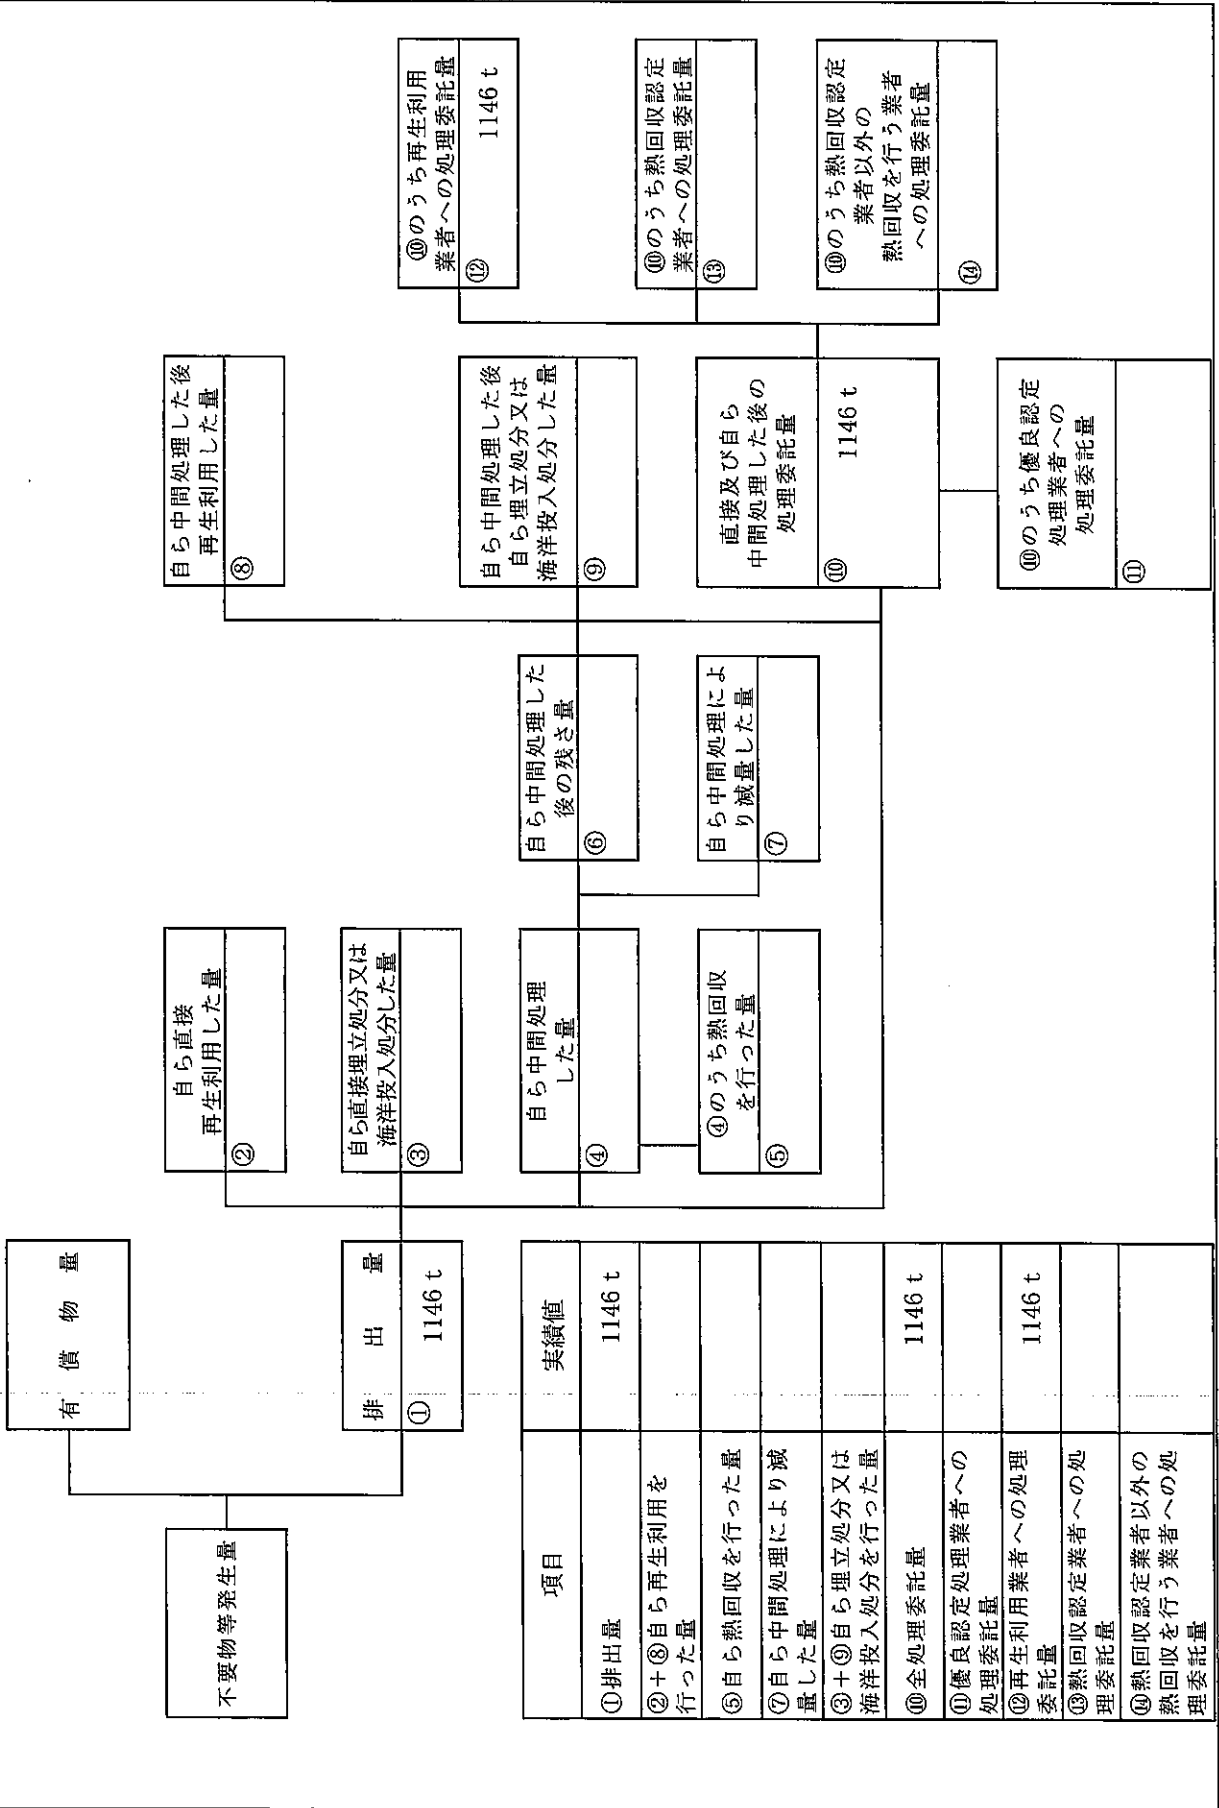 不要物等発生量
有償物量
排出量
①
1146 t
自ら直接
再生利用した量
②
自ら直接埋立処分又は
海洋投入処分した量
③
自ら中間処理
した量
④
④のうち熱回収
を行った量
⑤
自ら中間処理した
後の残さ量
⑥
自ら中間処理によ
り減量した量
⑦
自ら中間処理した後
再生利用した量
⑧
自ら中間処理した後
自ら埋立処分又は
海洋投入処分した量
⑨
直接及び自ら
中間処理した後の
処理委託量
⑩
1146 t
⑩のうち優良認定
処理業者への
処理委託量
⑪
⑩のうち再生利用
業者への処理委託量
⑫
1146 t
⑩のうち熱回収認定
業者への処理委託量
⑬
⑩のうち熱回収認定
業者以外の
熱回収を行う業者
への処理委託量
⑭
項目 実績値
①排出量 1146 t
②+⑧自ら再生利用を
行った量
⑤自ら熱回収を行った量
⑦自ら中間処理により減
量した量
③+⑨自ら埋立処分又は
海洋投入処分を行った量
⑩全処理委託量 1146 t
⑪優良認定処理業者への
処理委託量
⑫再生利用業者への処理
委託量 1146 t
⑬熱回収認定業者への処
理委託量
⑭熱回収認定業者以外の
熱回収を行う業者への処
理委託量